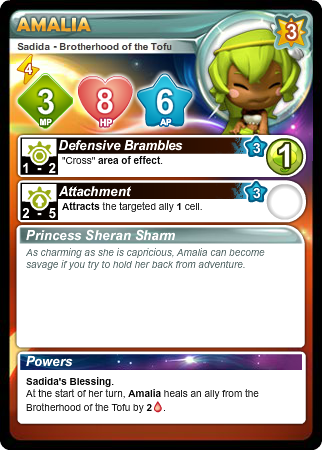 AMALIA
Sadida - Brotherhood of the Tofu
3
4
3
MP
8
HP
6
AP
Defensive Brambles
3
1
1 - 2
"Cross" area of effect.
Attachment
3
2 - 5
Attracts the targeted ally 1 cell.
Princess Sheran Sharm
As charming as she is capricious, Amalia can become
savage if you try to hold her back from adventure.
Powers
Sadida's Blessing.
At the start of her turn, Amalia heals an ally from the
Brotherhood of the Tofu by 2.